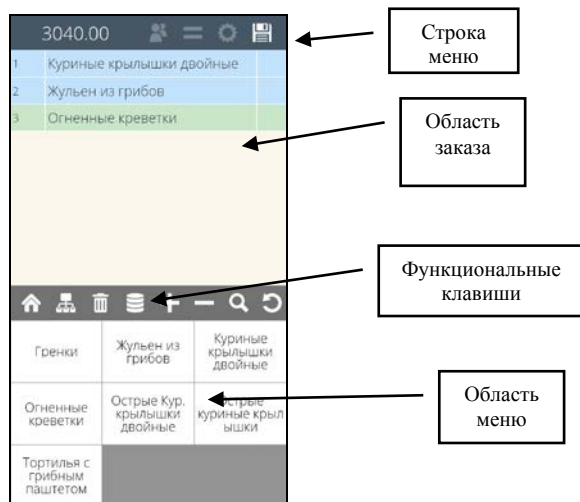 3040.00
1 Куриные крылышки двойные
2 Жульен из грибов
3 Огненные креветки
Гренки
Жульен из
грибов
Куриные
крылышки
двойные
Огненные
креветки
Острые Кур.
крылышки
двойные
Острые
куриные крыл
ышки
Тортилья с
грибным
паштетом
Строка
меню
Область
заказа
Функциональные
клавиши
Область
меню